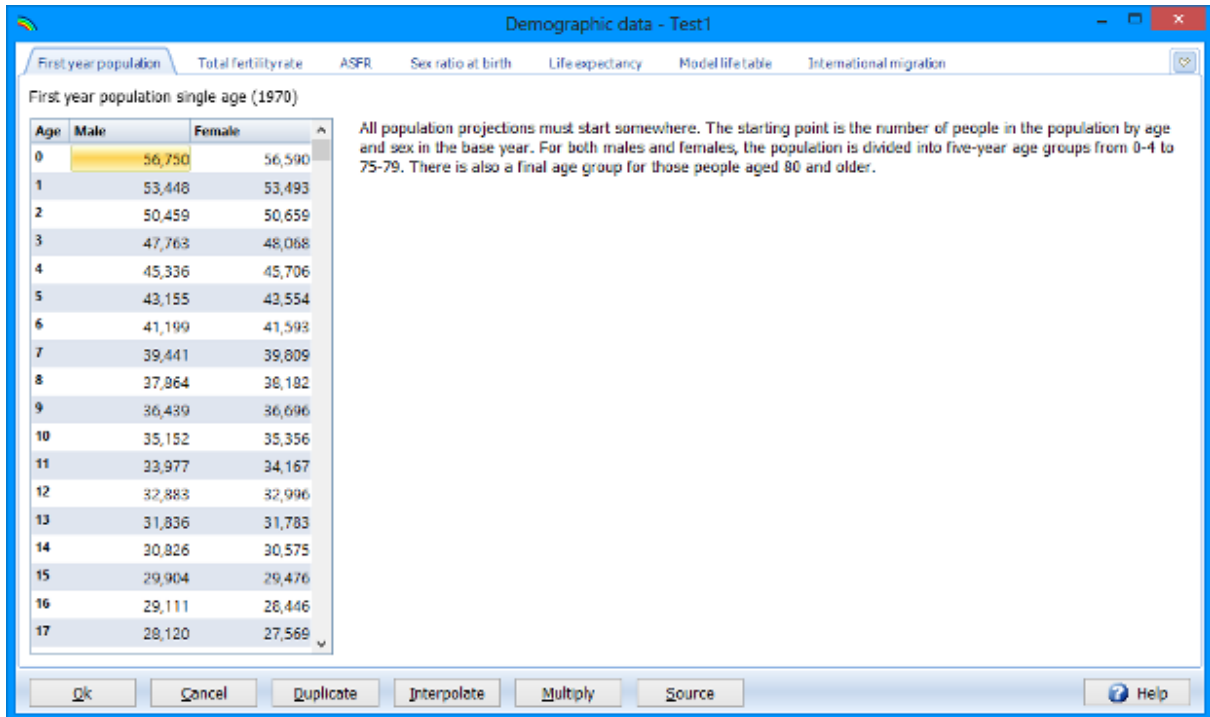 Demographic data - Test1
First year population Total fertility rate ASFR Sex ratio at birth Life expectancy Model life table International migration
First year population single age (1970)
Age Male Female
0 56,750 56,590
1 53,448 53,493
2 50,459 50,659
3 47,763 48,068
4 45,336 45,706
5 43,155 43,554
6 41,199 41,593
7 39,441 39,809
8 37,864 38,182
9 36,439 36,696
10 35,152 35,356
11 33,977 34,167
12 32,883 32,996
13 31,836 31,783
14 30,826 30,575
15 29,904 29,476
16 29,111 28,446
17 28,120 27,569
All population projections must start somewhere. The starting point is the number of people in the population by age
and sex in the base year. For both males and females, the population is divided into five-year age groups from 0-4 to
75-79. There is also a final age group for those people aged 80 and older.
Ok Cancel Duplicate Interpolate Multiply Source Help